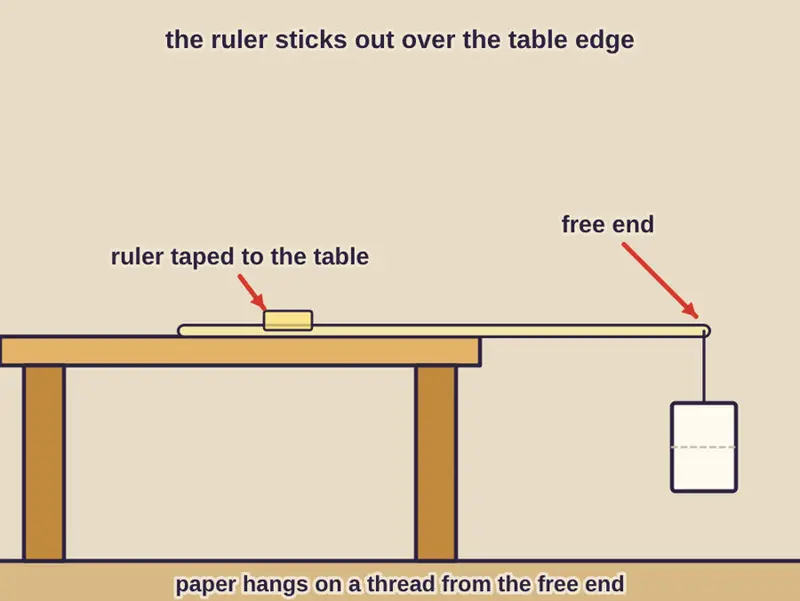 the ruler sticks out over the table edge
free end
ruler taped to the table
paper hangs on a thread from the free end